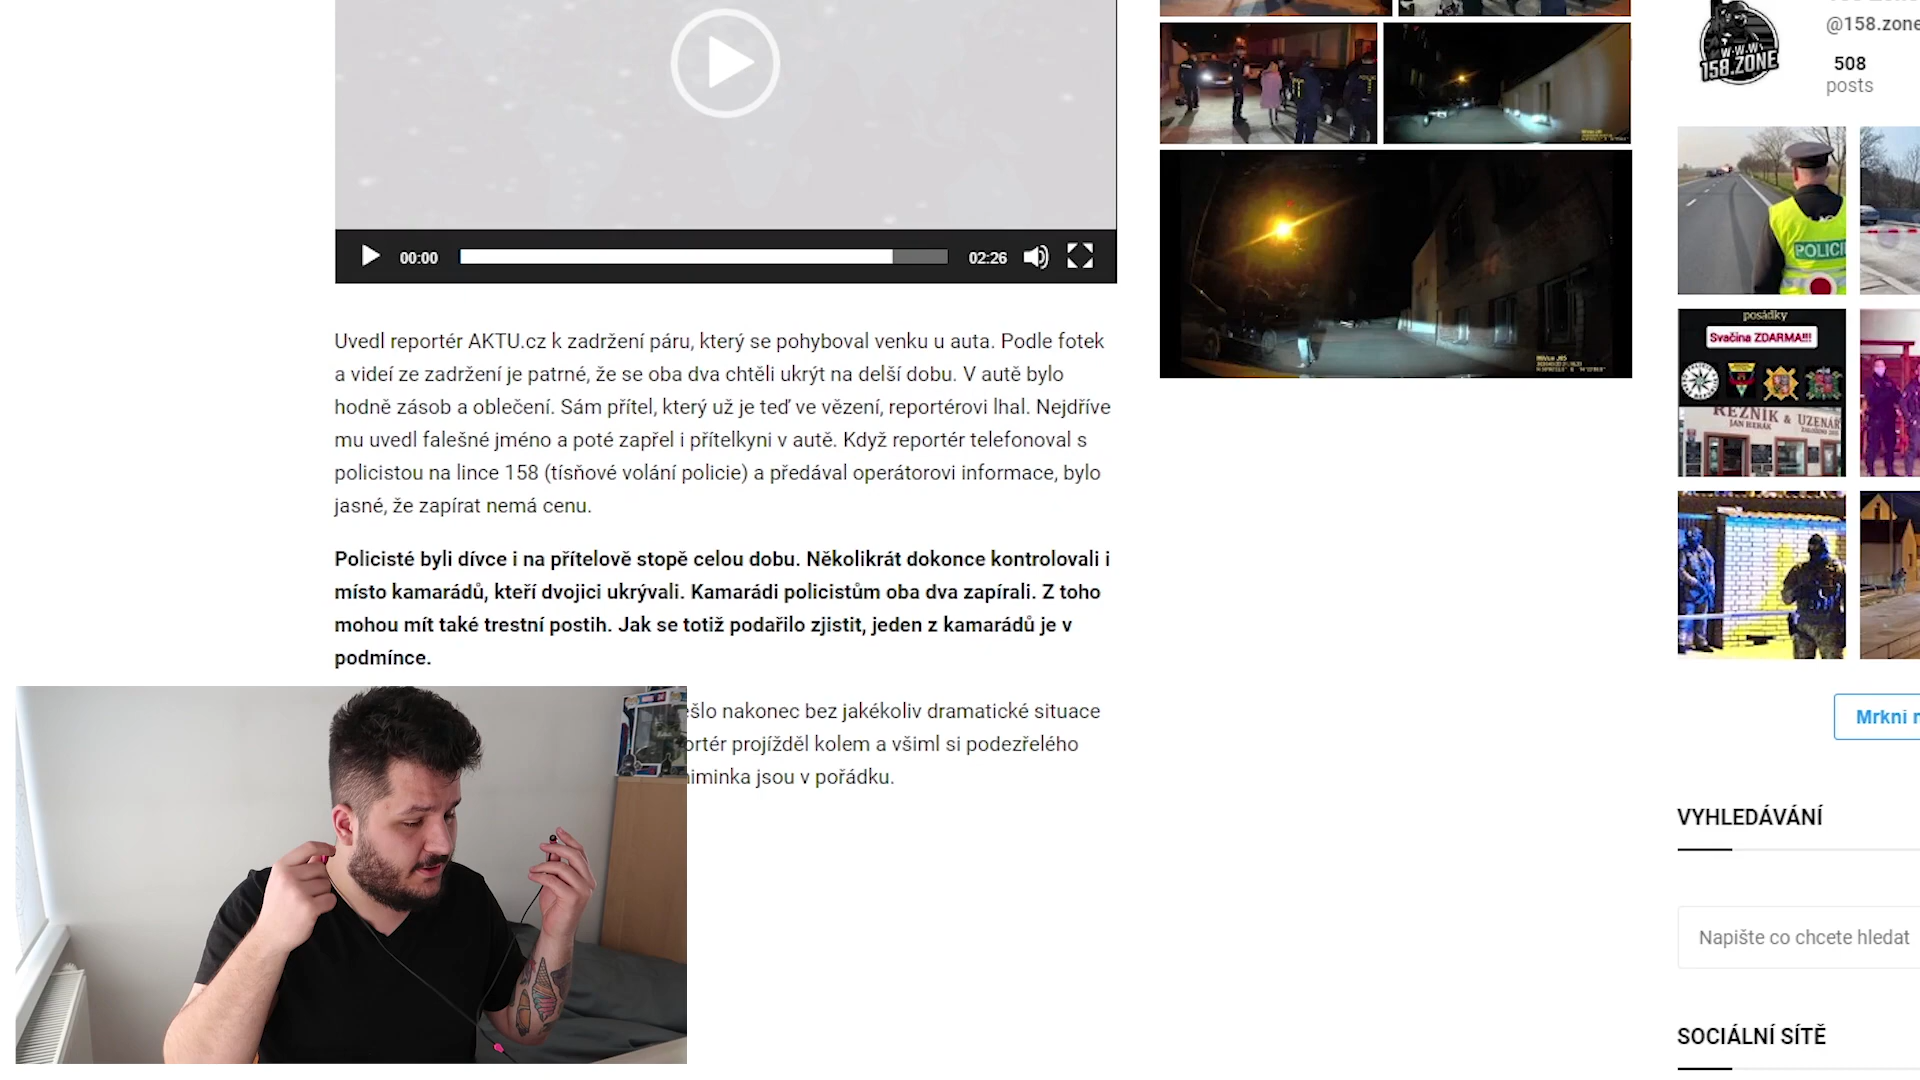 00:00
02:26
Uvedl reportér AKTU.cz k zadržení páru, který se pohyboval venku u auta. Podle fotek
a videí ze zadržení je patrné, že se oba dva chtěli ukrýt na delší dobu. V autě bylo
hodně zásob a oblečení. Sám přítel, který už je teď ve vězení, reportérovi lhal. Nejdříve
mu uvedl falešné jméno a poté zapřel i přítelkyni v autě. Když reportér telefonoval s
policistou na lince 158 (tísňové volání policie) a předával operátorovi informace, bylo
jasné, že zapírat nemá cenu.
Policisté byli dívce i na přítelově stopě celou dobu. Několikrát dokonce kontrolovali i
místo kamarádů, kteří dvojici ukrývali. Kamarádi policistům oba dva zapírali. Z toho
mohou mít také trestní postih. Jak se totiž podařilo zjistit, jeden z kamarádů je v
podmínce.
ešlo nakonec bez jakékoliv dramatické situace
ortér projížděl kolem a všiml si podezřelého
niminka jsou v pořádku.
W.W.W.
158.ZONE
@158.zone
508
posts
POLICI
posádky
Svačina ZDARMA!!!
ŘEZNÍK & UZENÁŘ
JAN HERÁK
Mrkni n
VYHLEDÁVÁNÍ
Napište co chcete hledat
SOCIÁLNÍ SÍTĚ